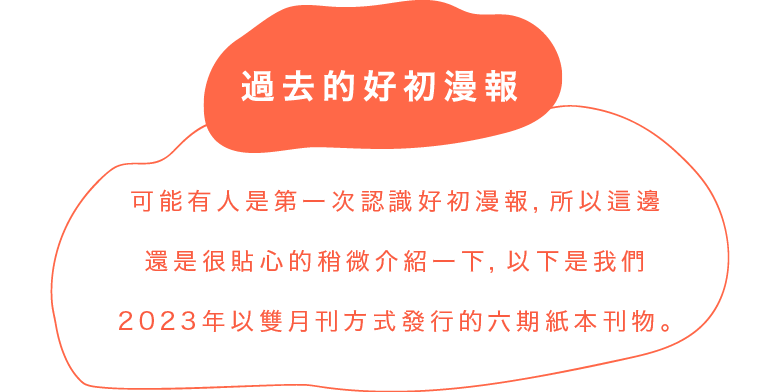 過去的好初漫報
可能有人是第一次認識好初漫報，所以這邊
還是很貼心的稍微介紹一下，以下是我們
2023年以雙月刊方式發行的六期紙本刊物。